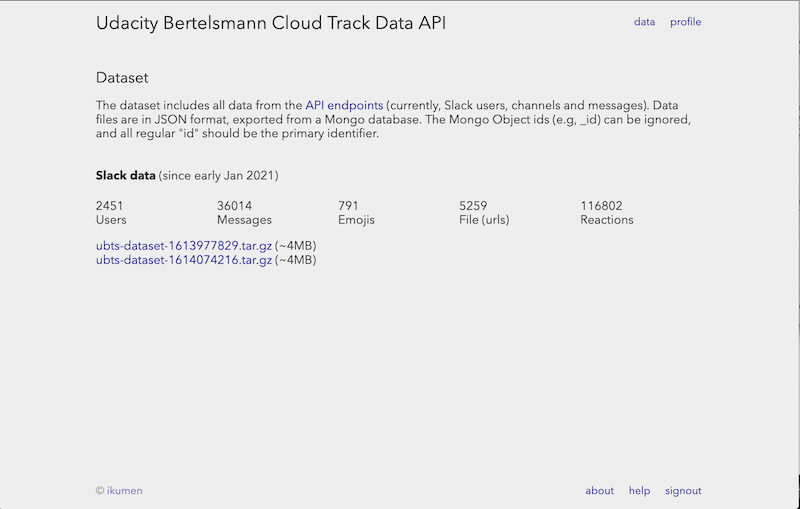 Udacity Bertelsmann Cloud Track Data API
data profile
Dataset
The dataset includes all data from the API endpoints (currently, Slack users, channels and messages). Data
files are in JSON format, exported from a Mongo database. The Mongo Object ids (e.g, _id) can be ignored,
and all regular "id" should be the primary identifier.
Slack data (since early Jan 2021)
2451 36014 791 5259 116802
Users Messages Emojis File (urls) Reactions
ubts-dataset-1613977829.tar.gz (~4MB)
ubts-dataset-1614074216.tar.gz (~4MB)
© ikumen about help signout